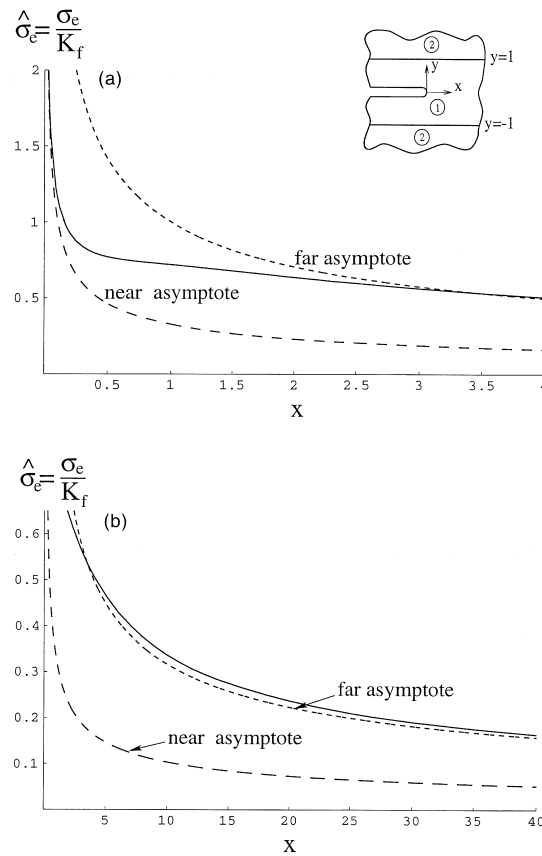 σ̂e = σe / Kf
(a)
2
1.5
1
0.5
0.5 1 1.5 2 2.5 3 3.5
x
far asymptote
near asymptote
2
y=1
y
x
1
y=-1
2
σ̂e = σe / Kf
(b)
0.6
0.5
0.4
0.3
0.2
0.1
5 10 15 20 25 30 35 40
x
far asymptote
near asymptote